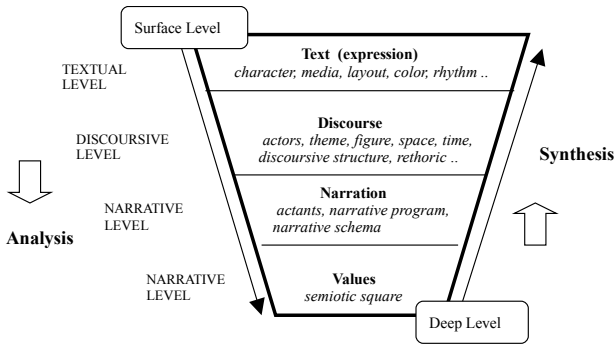 Surface Level
Text (expression)
character, media, layout, color, rhythm ..
TEXTUAL
LEVEL
Discourse
actors, theme, figure, space, time,
discoursive structure, rethoric ..
DISCOURSIVE
LEVEL
Synthesis
Narration
actants, narrative program,
narrative schema
NARRATIVE
LEVEL
Analysis
Values
semiotic square
NARRATIVE
LEVEL
Deep Level